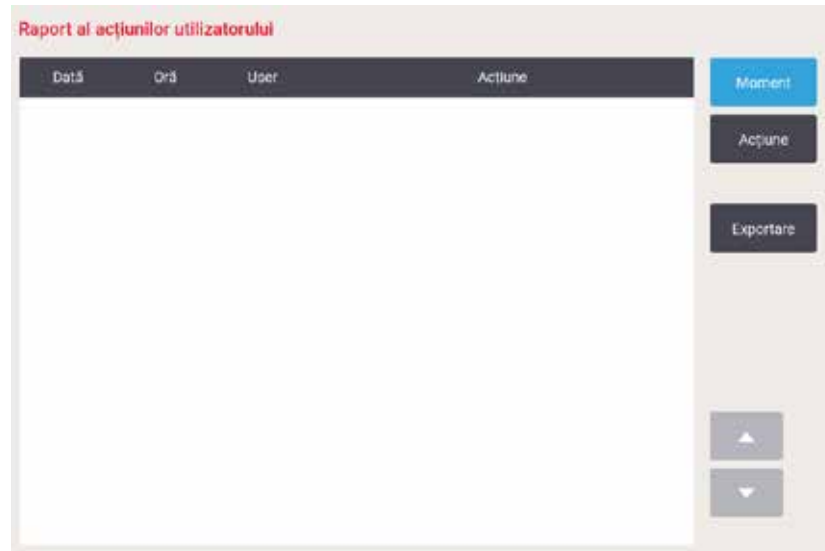 Raport al acțiunilor utilizatorului
Dată Oră User Acțiune
Moment
Acțiune
Exportare